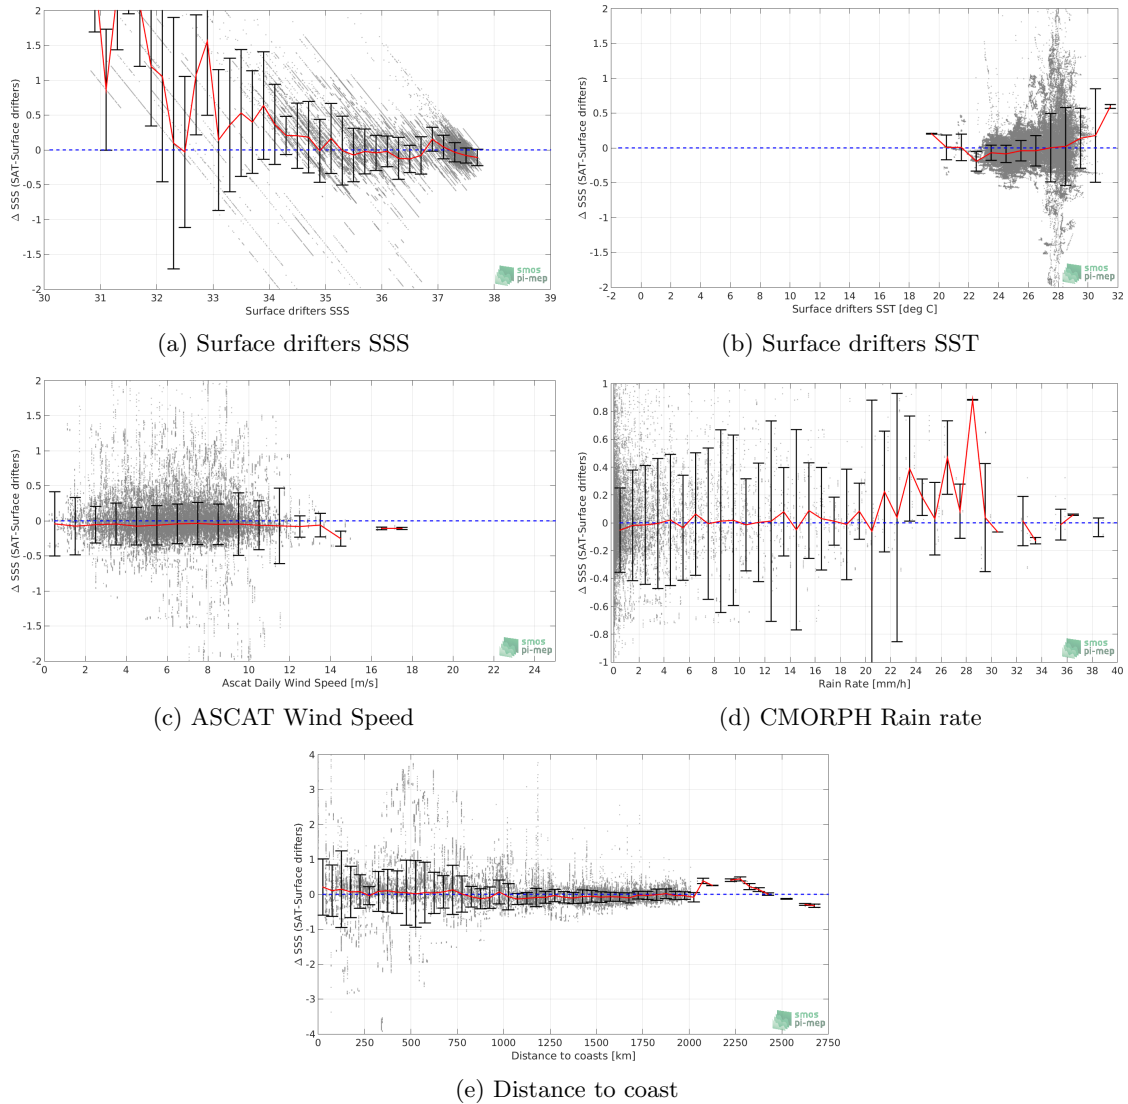 2
1.5
1
0.5
0
-0.5
-1
-1.5
-2
Δ SSS (SAT-Surface drifters)
30 31 32 33 34 35 36 37 38 39
Surface drifters SSS
smos
pi-mep
(a) Surface drifters SSS
2
1.5
1
0.5
0
-0.5
-1
-1.5
-2
Δ SSS (SAT-Surface drifters)
-2 0 2 4 6 8 10 12 14 16 18 20 22 24 26 28 30 32
Surface drifters SST [deg C]
smos
pi-mep
(b) Surface drifters SST
2
1.5
1
0.5
0
-0.5
-1
-1.5
-2
Δ SSS (SAT-Surface drifters)
0 2 4 6 8 10 12 14 16 18 20 22 24
Ascat Daily Wind Speed [m/s]
smos
pi-mep
(c) ASCAT Wind Speed
1
0.8
0.6
0.4
0.2
0
-0.2
-0.4
-0.6
-0.8
-1
Δ SSS (SAT-Surface drifters)
0 2 4 6 8 10 12 14 16 18 20 22 24 26 28 30 32 34 36 38 40
Rain Rate [mm/h]
smos
pi-mep
(d) CMORPH Rain rate
4
3
2
1
0
-1
-2
-3
-4
Δ SSS (SAT-Surface drifters)
0 250 500 750 1000 1250 1500 1750 2000 2250 2500 2750
Distance to coasts [km]
smos
pi-mep
(e) Distance to coast